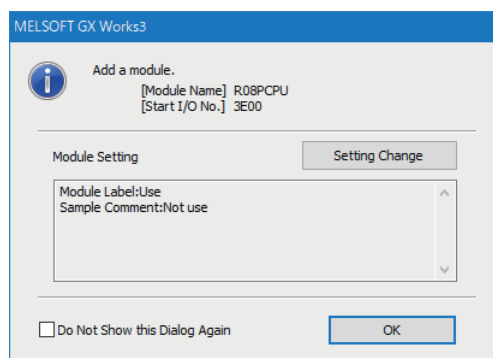 MELSOFT GX Works3
Add a module.
[Module Name] R08PCPU
[Start I/O No.] 3E00
Module Setting
Setting Change
Module Label:Use
Sample Comment:Not use
Do Not Show this Dialog Again
OK